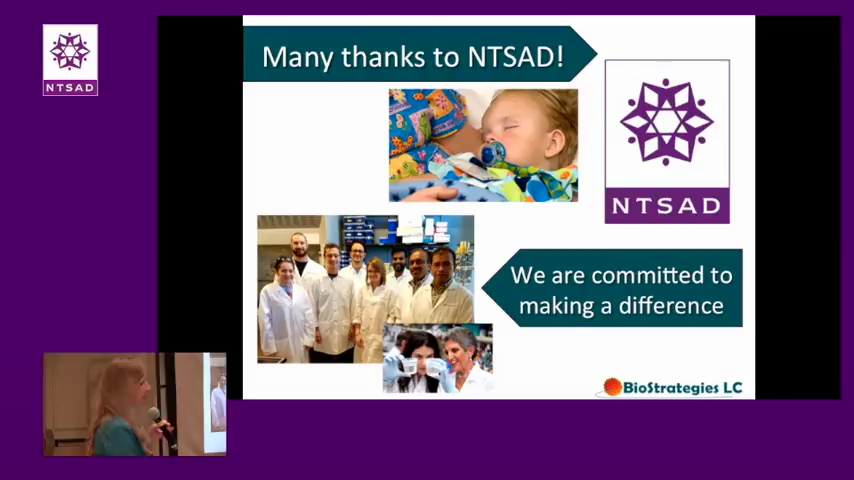 NTSAD
Many thanks to NTSAD!
NTSAD
We are committed to
making a difference
BioStrategies LC